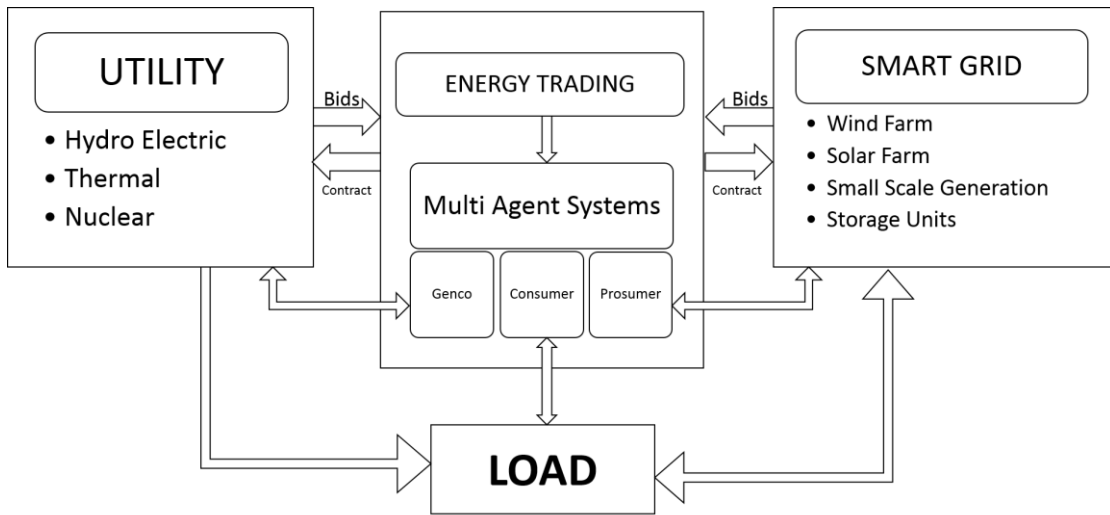 UTILITY
• Hydro Electric
• Thermal
• Nuclear
Bids
Contract
ENERGY TRADING
Multi Agent Systems
Genco
Consumer
Prosumer
Bids
Contract
SMART GRID
• Wind Farm
• Solar Farm
• Small Scale Generation
• Storage Units
LOAD